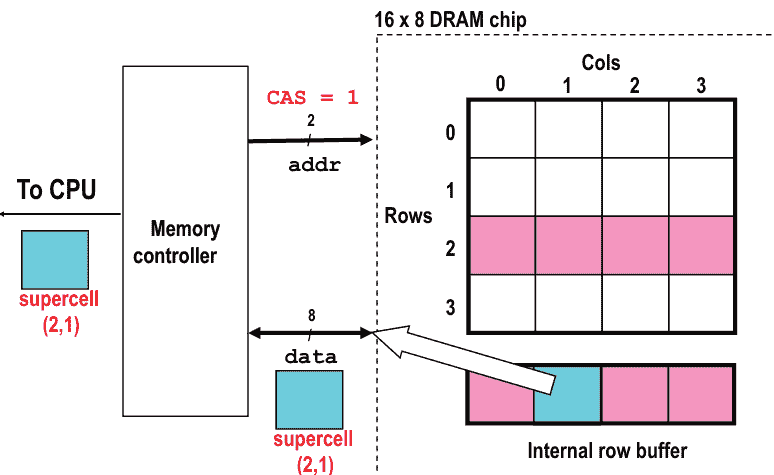 16 x 8 DRAM chip
Cols
0 1 2 3
CAS = 1
2
addr
0
1
Rows
2
3
To CPU
Memory
controller
supercell
(2,1)
8
data
supercell
(2,1)
Internal row buffer